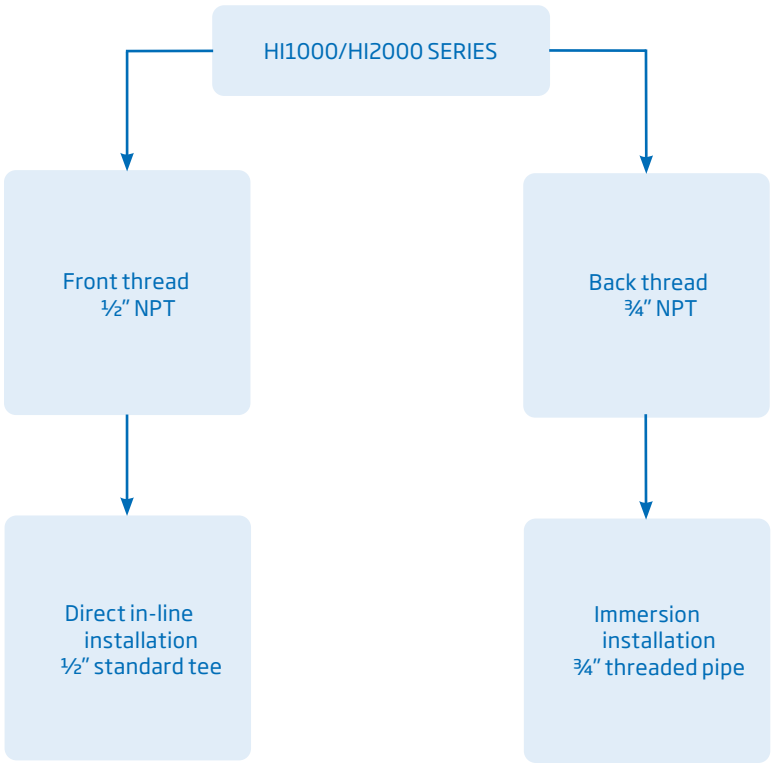 HI1000/HI2000 SERIES
Front thread
½” NPT
Back thread
¾” NPT
Direct in-line
installation
½” standard tee
Immersion
installation
¾” threaded pipe